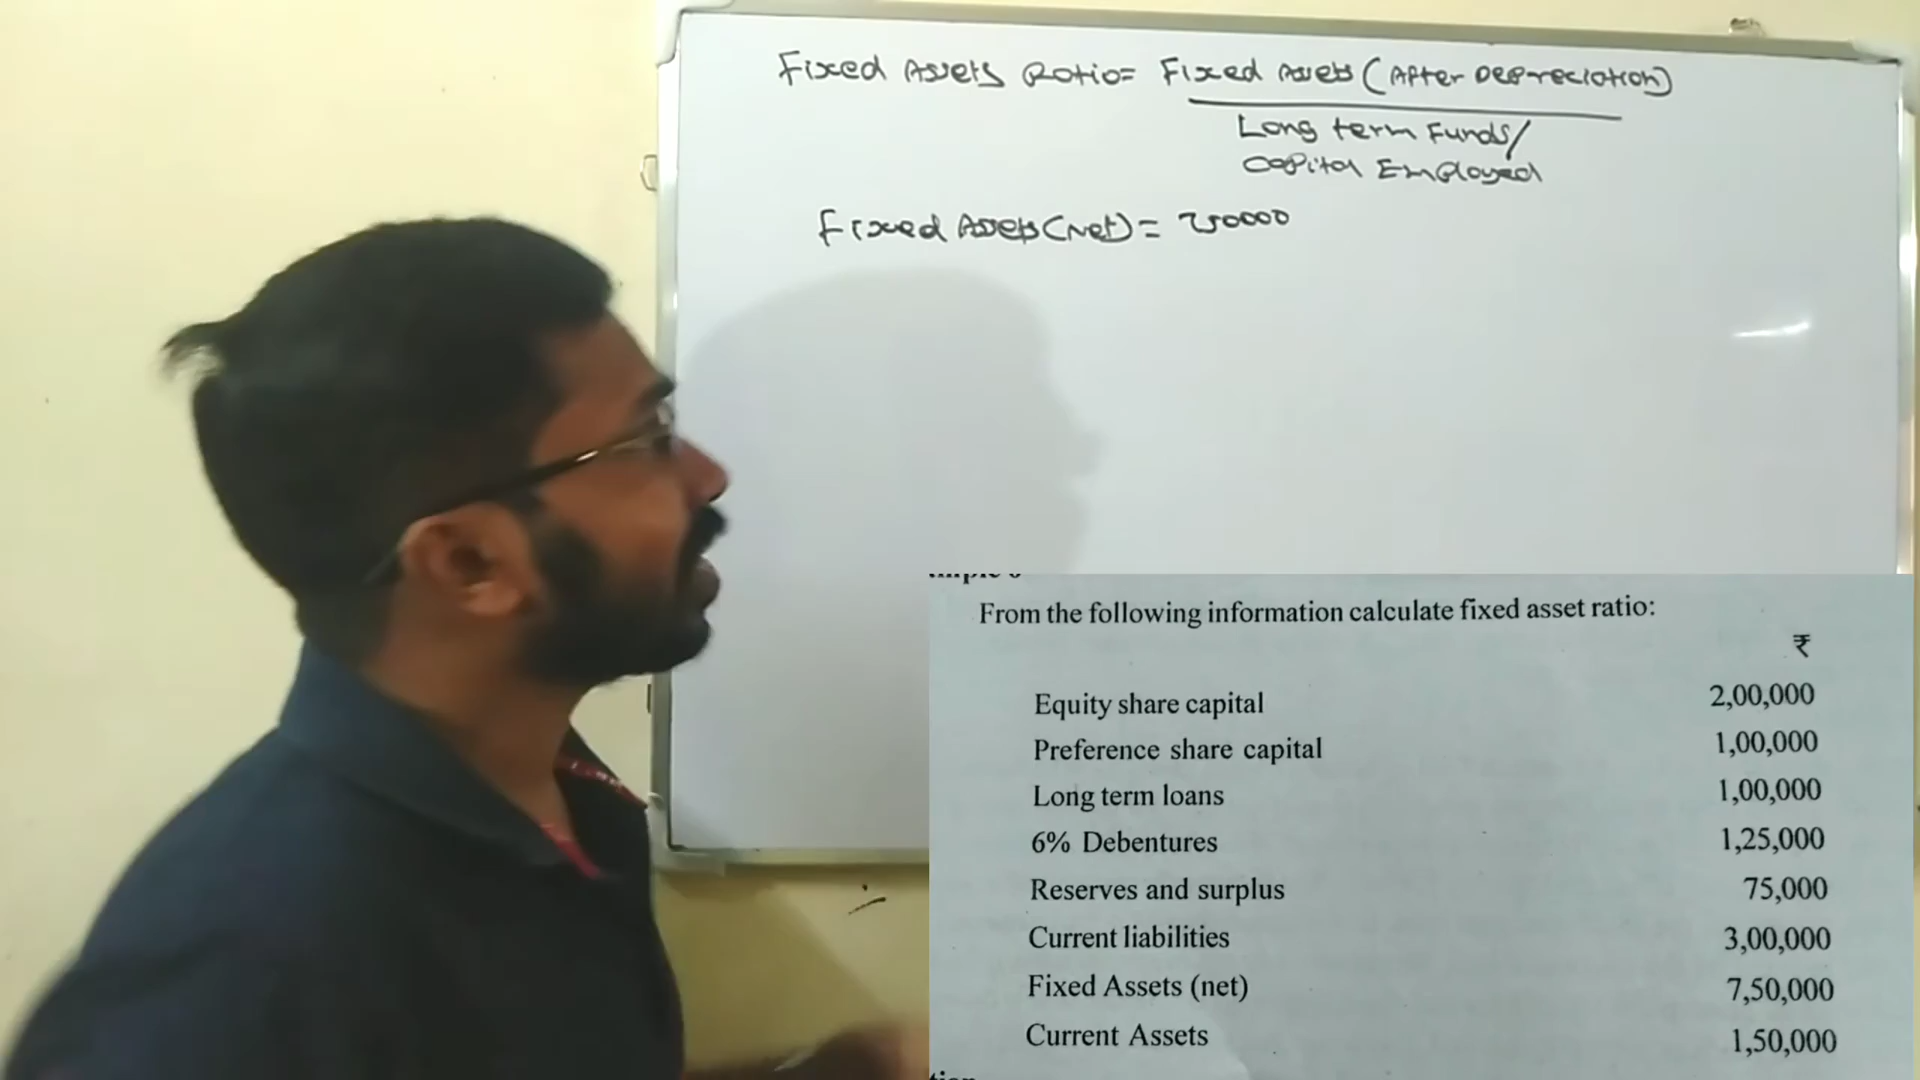 Fixed Assets Ratio= Fixed Assets (After Depreciation)
Long term Funds/
Capital Employed
Fixed Assets (Net) = 750000
From the following information calculate fixed asset ratio:
₹
Equity share capital 2,00,000
Preference share capital 1,00,000
Long term loans 1,00,000
6% Debentures 1,25,000
Reserves and surplus 75,000
Current liabilities 3,00,000
Fixed Assets (net) 7,50,000
Current Assets 1,50,000